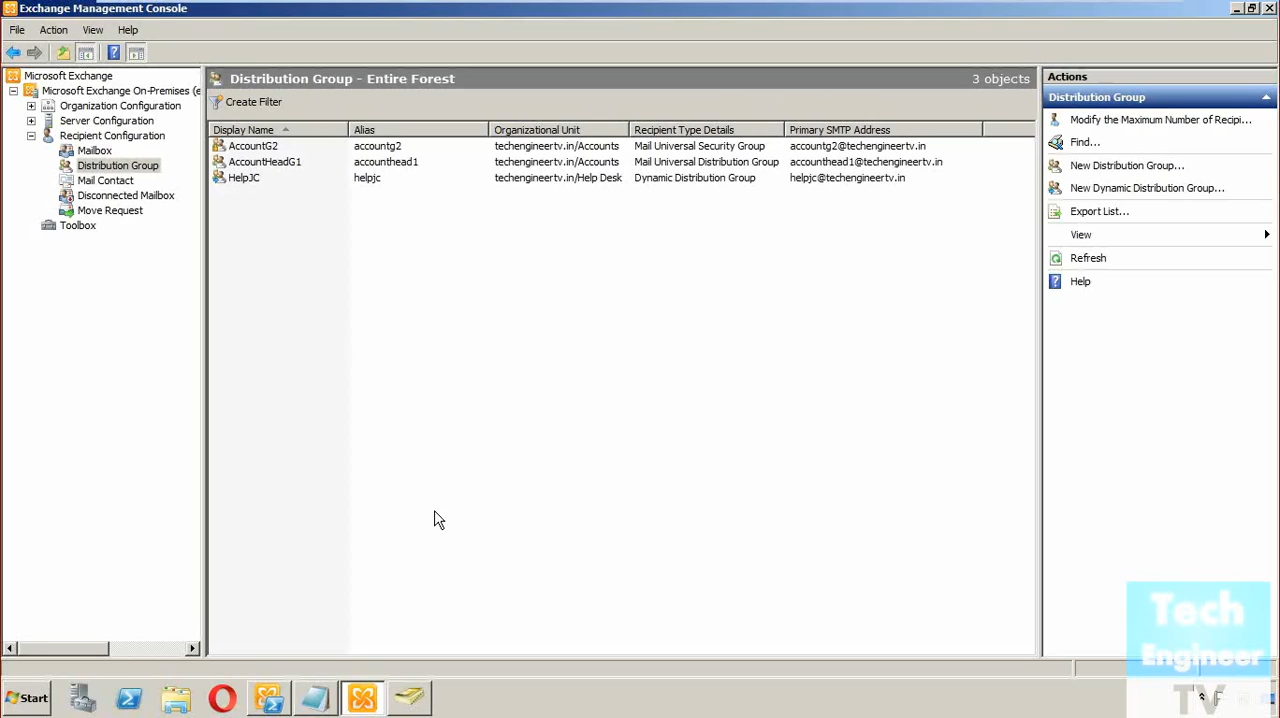 Exchange Management Console
File Action View Help
Microsoft Exchange
Microsoft Exchange On-Premises (e
Organization Configuration
Server Configuration
Recipient Configuration
Mailbox
Distribution Group
Mail Contact
Disconnected Mailbox
Move Request
Toolbox
Distribution Group - Entire Forest 3 objects
Create Filter
Display Name Alias Organizational Unit Recipient Type Details Primary SMTP Address
AccountG2 accountg2 techengineertv.in/Accounts Mail Universal Security Group accountg2@techengineertv.in
AccountHeadG1 accounthead1 techengineertv.in/Accounts Mail Universal Distribution Group accounthead1@techengineertv.in
HelpJC helpjc techengineertv.in/Help Desk Dynamic Distribution Group helpjc@techengineertv.in
Actions
Distribution Group
Modify the Maximum Number of Recipi...
Find...
New Distribution Group...
New Dynamic Distribution Group...
Export List...
View
Refresh
Help
Tech
Engineer
TV
Start